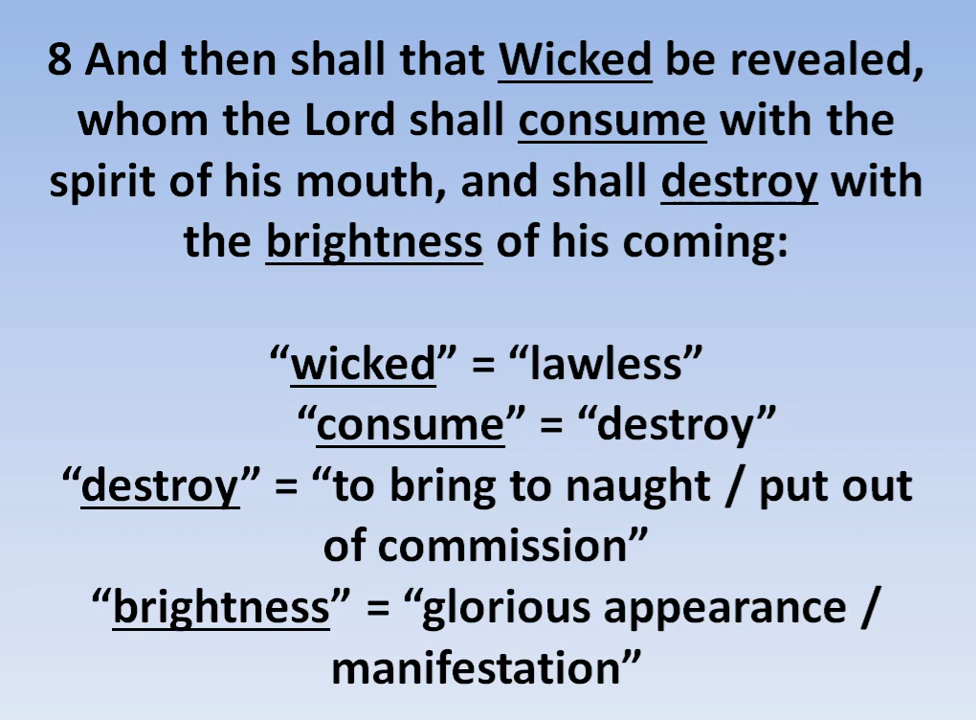 8 And then shall that Wicked be revealed,
whom the Lord shall consume with the
spirit of his mouth, and shall destroy with
the brightness of his coming:
“wicked” = “lawless”
“consume” = “destroy”
“destroy” = “to bring to naught / put out
of commission”
“brightness” = “glorious appearance /
manifestation”